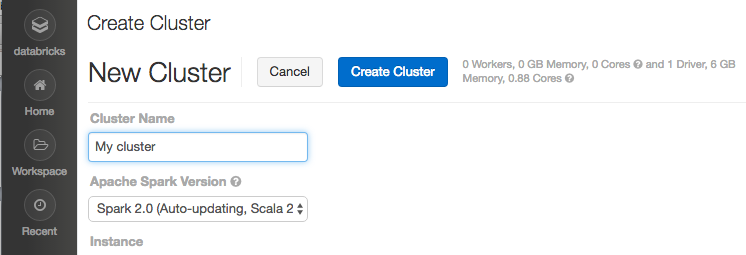 Create Cluster
databricks
New Cluster
Cancel
Create Cluster
0 Workers, 0 GB Memory, 0 Cores ? and 1 Driver, 6 GB
Memory, 0.88 Cores ?
Home
Cluster Name
My cluster
Workspace
Apache Spark Version ?
Spark 2.0 (Auto-updating, Scala 2
Recent
Instance